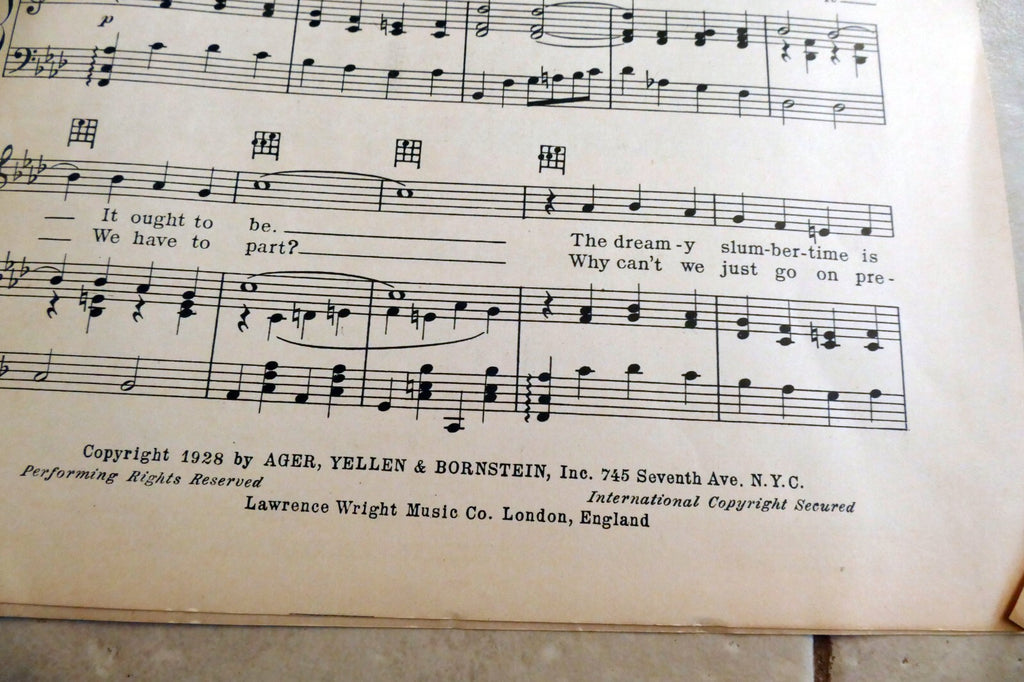 p
It ought to be. The dream-y slum-ber-time is
We have to part? Why can't we just go on pre-
Copyright 1928 by AGER, YELLEN & BORNSTEIN, Inc. 745 Seventh Ave. N.Y.C.
Performing Rights Reserved
International Copyright Secured
Lawrence Wright Music Co. London, England